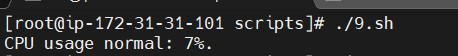 [root@ip-172-31-31-101 scripts]# ./9.sh
CPU usage normal: 7%.